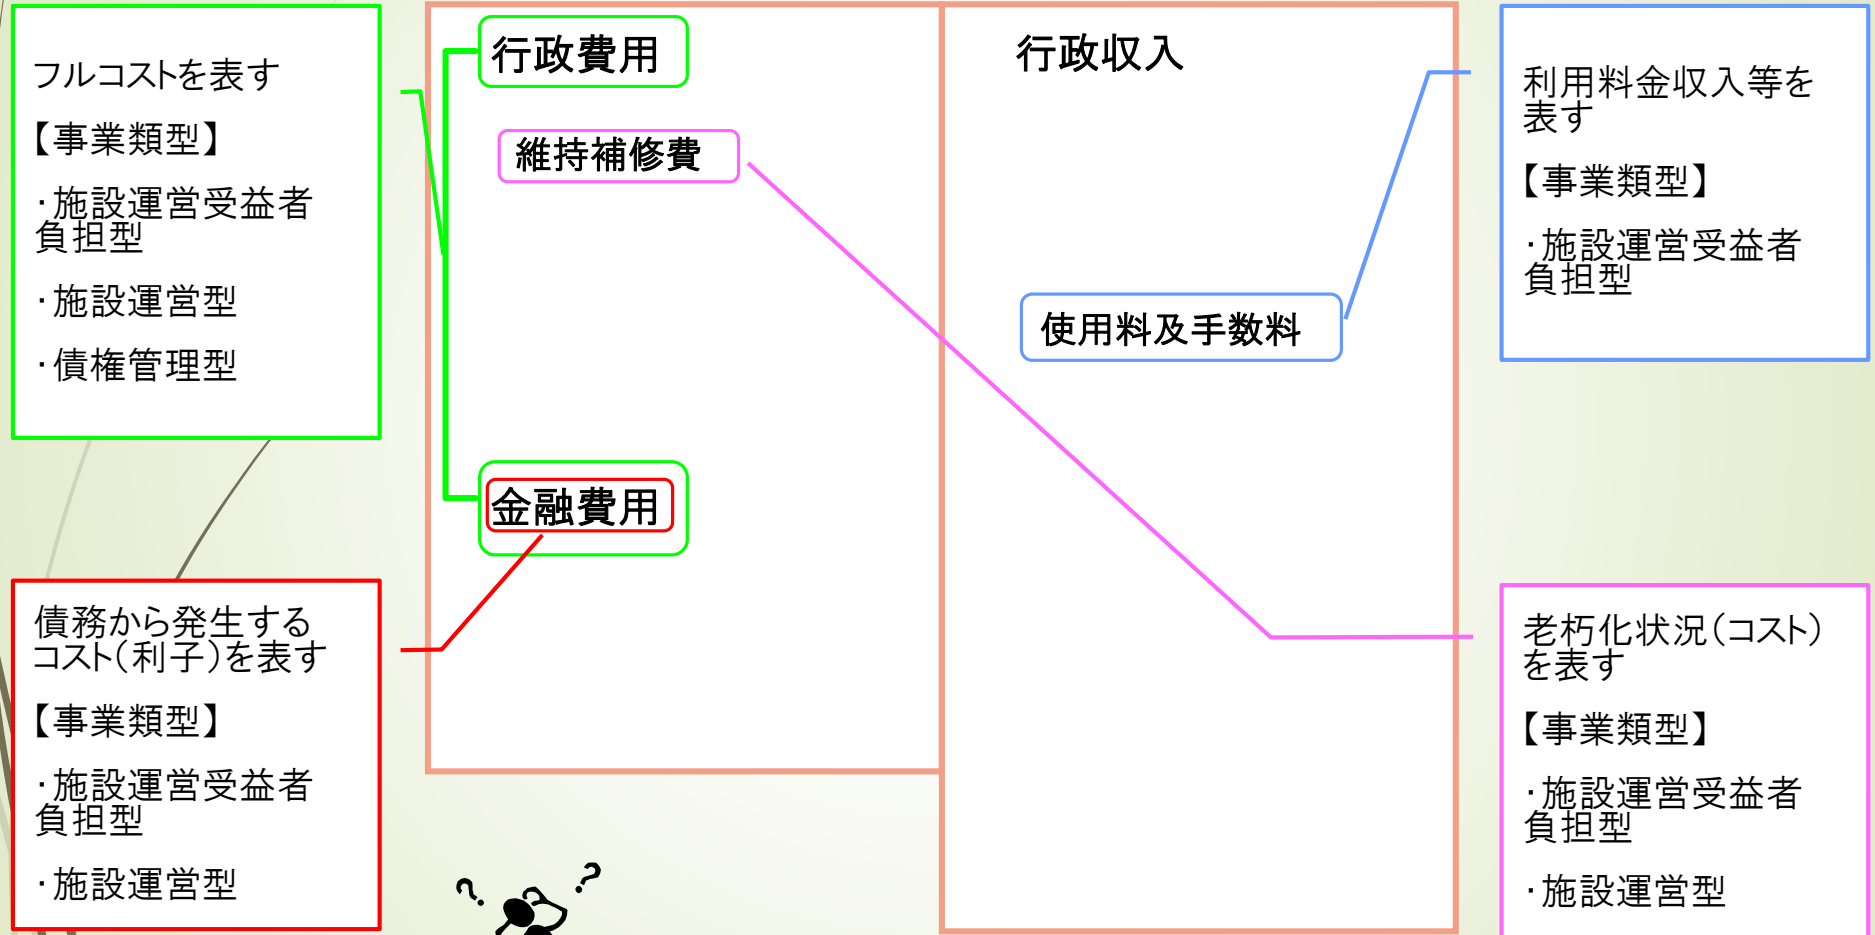 フルコストを表す
【事業類型】
・施設運営受益者
負担型
・施設運営型
・債権管理型
債務から発生する
コスト（利子）を表す
【事業類型】
・施設運営受益者
負担型
・施設運営型
行政費用
維持補修費
金融費用
行政収入
使用料及手数料
利用料金収入等を
表す
【事業類型】
・施設運営受益者
負担型
老朽化状況（コスト）
を表す
【事業類型】
・施設運営受益者
負担型
・施設運営型
? ?